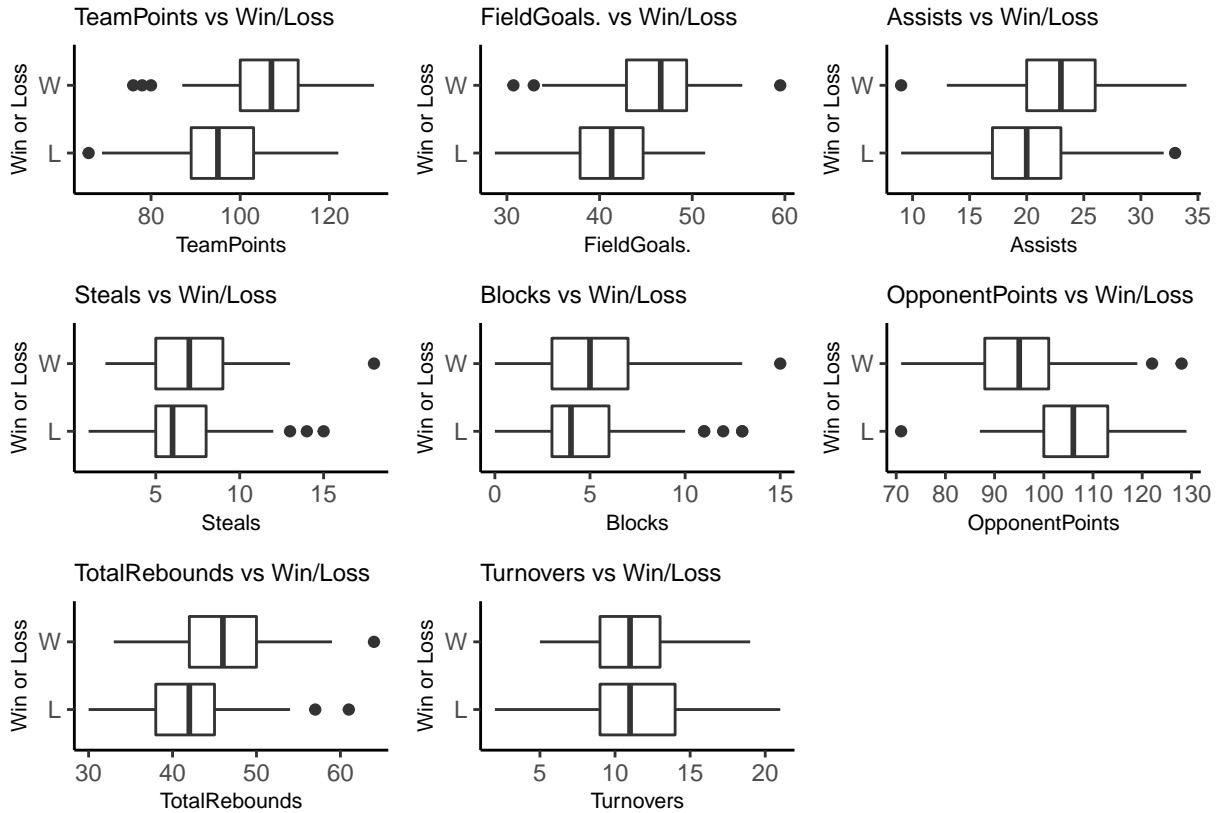 TeamPoints vs Win/Loss
Win or Loss
W
L
80 100 120
TeamPoints
FieldGoals. vs Win/Loss
Win or Loss
W
L
30 40 50 60
FieldGoals.
Assists vs Win/Loss
Win or Loss
W
L
10 15 20 25 30 35
Assists
Steals vs Win/Loss
Win or Loss
W
L
5 10 15
Steals
Blocks vs Win/Loss
Win or Loss
W
L
0 5 10 15
Blocks
OpponentPoints vs Win/Loss
Win or Loss
W
L
70 80 90 100 110 120 130
OpponentPoints
TotalRebounds vs Win/Loss
Win or Loss
W
L
30 40 50 60
TotalRebounds
Turnovers vs Win/Loss
Win or Loss
W
L
5 10 15 20
Turnovers